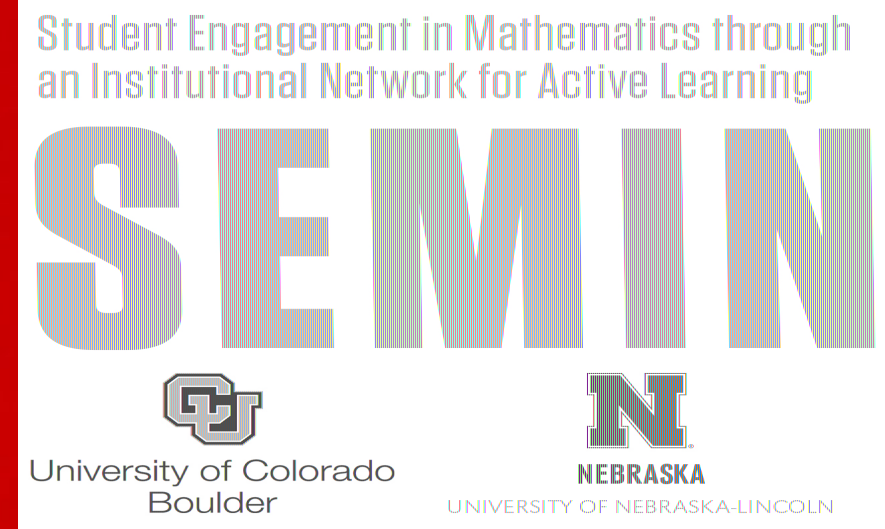 Student Engagement in Mathematics through
an Institutional Network for Active Learning
SEMIN
CU
University of Colorado
Boulder
N
NEBRASKA
UNIVERSITY OF NEBRASKA-LINCOLN